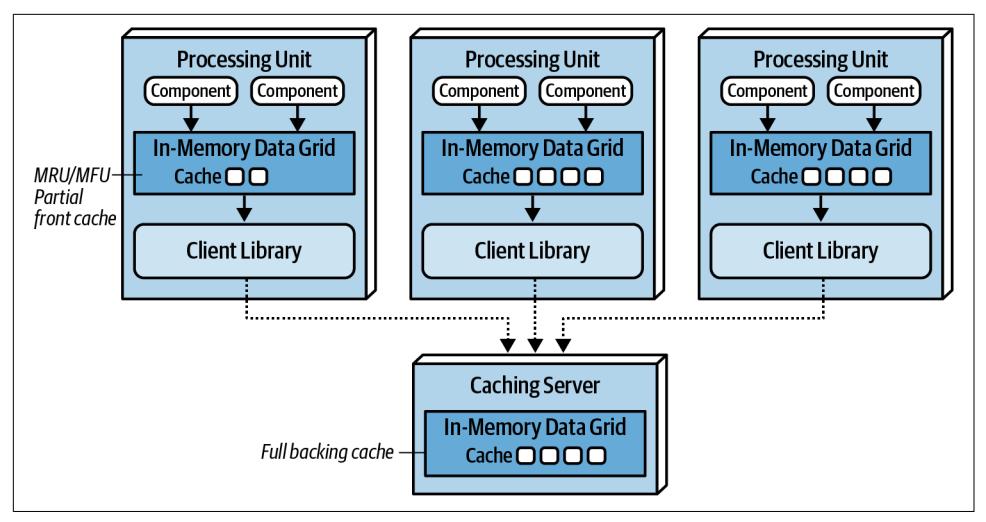 Processing Unit
Component
Component
In-Memory Data Grid
Cache
Client Library
MRU/MFU
Partial
front cache
Processing Unit
Component
Component
In-Memory Data Grid
Cache
Client Library
Processing Unit
Component
Component
In-Memory Data Grid
Cache
Client Library
Caching Server
In-Memory Data Grid
Cache
Full backing cache